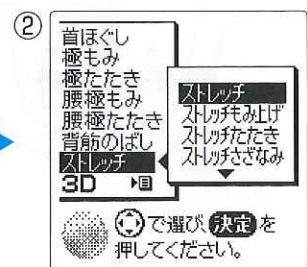 ②
首ほぐし
極もみ
極たたき
腰極もみ
腰極たたき
背筋のばし
ストレッチ
3D
ストレッチ
ストレッチもみ上げ
ストレッチたたき
ストレッチさざなみ
で選び、決定を
押してください。